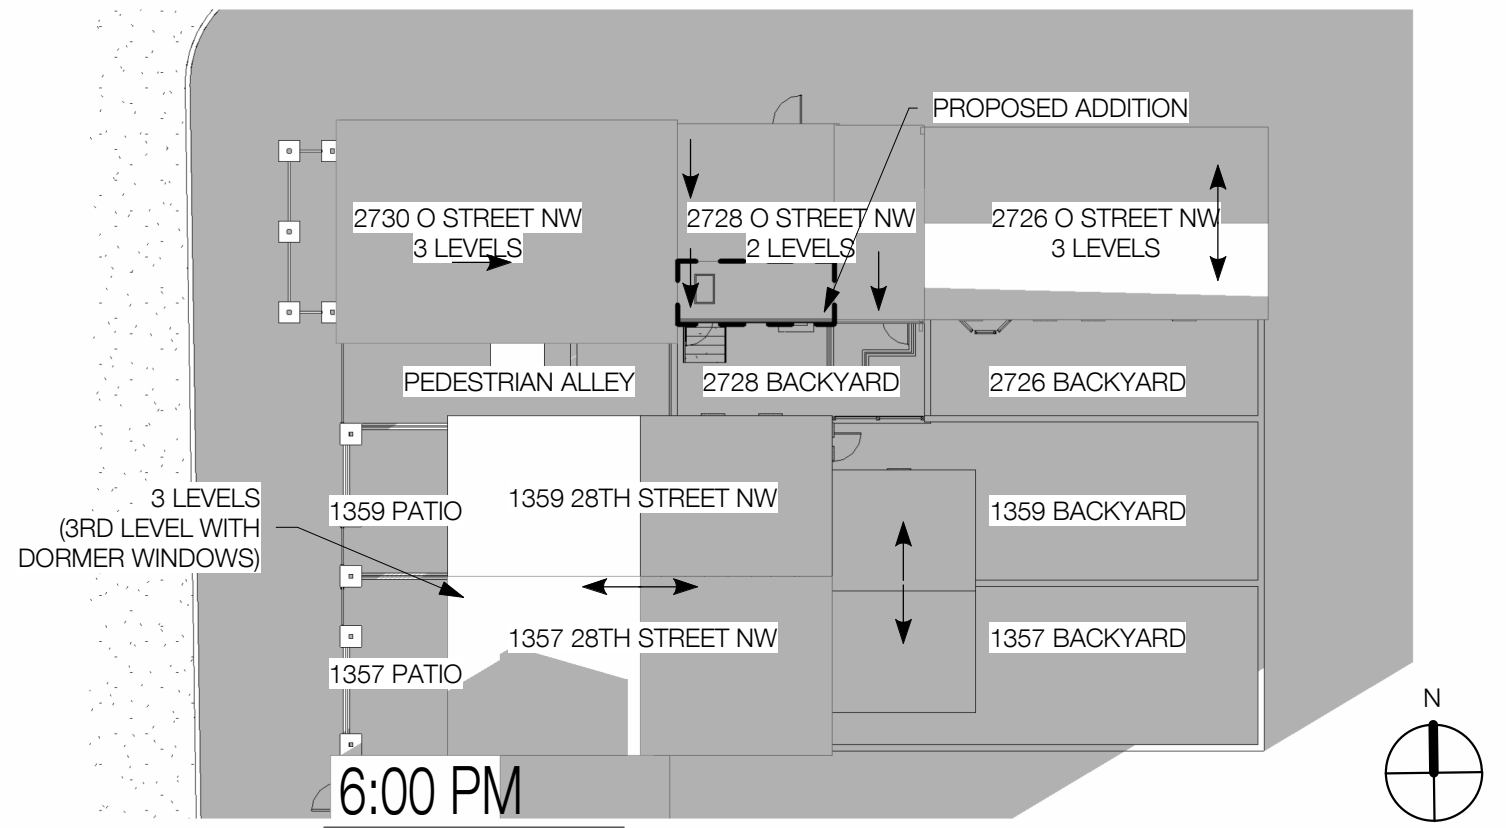 PROPOSED ADDITION
2730 O STREET NW
3 LEVELS
2728 O STREET NW
2 LEVELS
2726 O STREET NW
3 LEVELS
PEDESTRIAN ALLEY
2728 BACKYARD
2726 BACKYARD
3 LEVELS
(3RD LEVEL WITH
DORMER WINDOWS)
1359 PATIO
1359 28TH STREET NW
1359 BACKYARD
1357 PATIO
1357 28TH STREET NW
1357 BACKYARD
N
6:00 PM